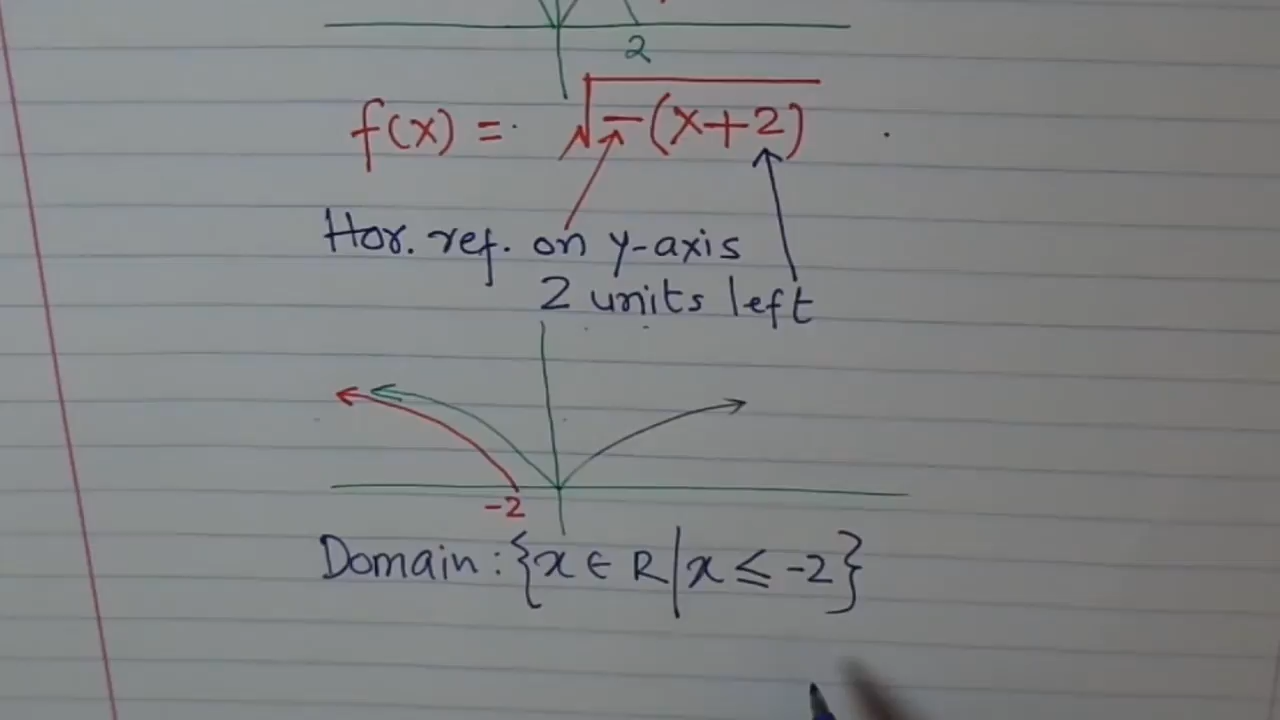 2
f(x) = √-(x+2)
Hor. ref. on y-axis
2 units left
-2
Domain : {x ∈ R | x ≤ -2}